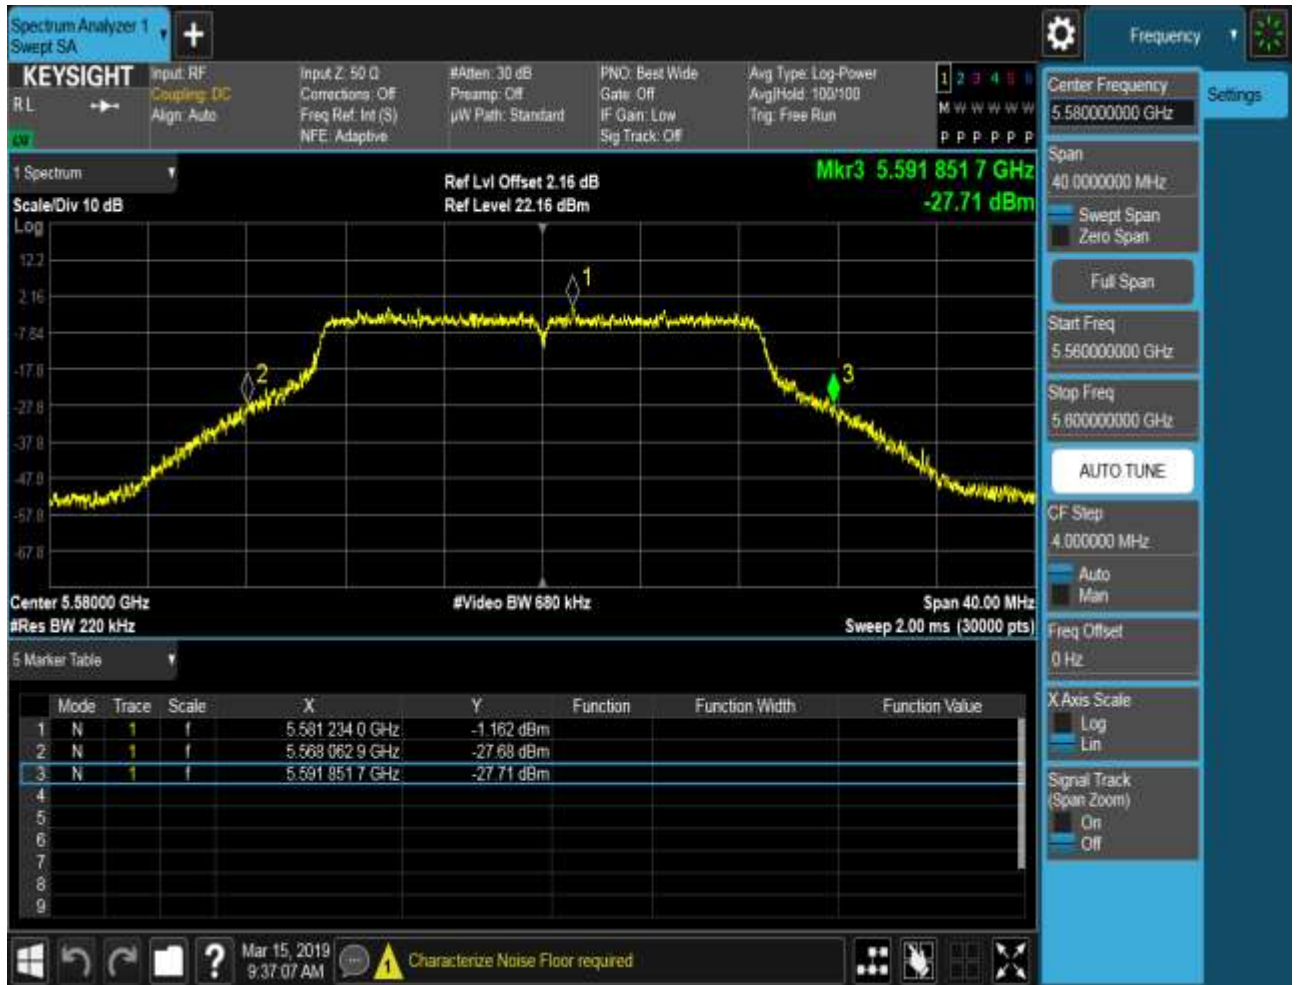 Spectrum Analyzer 1
Swept SA
+
Frequency
KEYSIGHT
RL
Input: RF
Coupling: DC
Align: Auto
Input Z: 50 Ω
Corrections: Off
Freq Ref: Int (S)
NFE: Adaptive
#Atten: 30 dB
Preamp: Off
µW Path: Standard
PNO: Best Wide
Gate: Off
IF Gain: Low
Sig Track: Off
Avg Type: Log-Power
Avg|Hold: 100/100
Trig: Free Run
1 2 3 4 5 6
M W W W W W
P P P P P P
1 Spectrum
Scale/Div 10 dB
Ref Lvl Offset 2.16 dB
Ref Level 22.16 dBm
Mkr3 5.591 851 7 GHz
-27.71 dBm
Log
12.2
2.16
-7.84
-17.8
-27.8
-37.8
-47.8
-57.8
-67.8
1
2
3
Center 5.58000 GHz
#Video BW 680 kHz
Span 40.00 MHz
#Res BW 220 kHz
Sweep 2.00 ms (30000 pts)
5 Marker Table
Mode Trace Scale X Y Function Function Width Function Value
1 N 1 f 5.581 234 0 GHz -1.162 dBm
2 N 1 f 5.568 062 9 GHz -27.68 dBm
3 N 1 f 5.591 851 7 GHz -27.71 dBm
4
5
6
7
8
9
Center Frequency
5.580000000 GHz
Settings
Span
40.0000000 MHz
Swept Span
Zero Span
Full Span
Start Freq
5.560000000 GHz
Stop Freq
5.600000000 GHz
AUTO TUNE
CF Step
4.000000 MHz
Auto
Man
Freq Offset
0 Hz
X Axis Scale
Log
Lin
Signal Track
(Span Zoom)
On
Off
?
Mar 15, 2019
9:37:07 AM
1
Characterize Noise Floor required